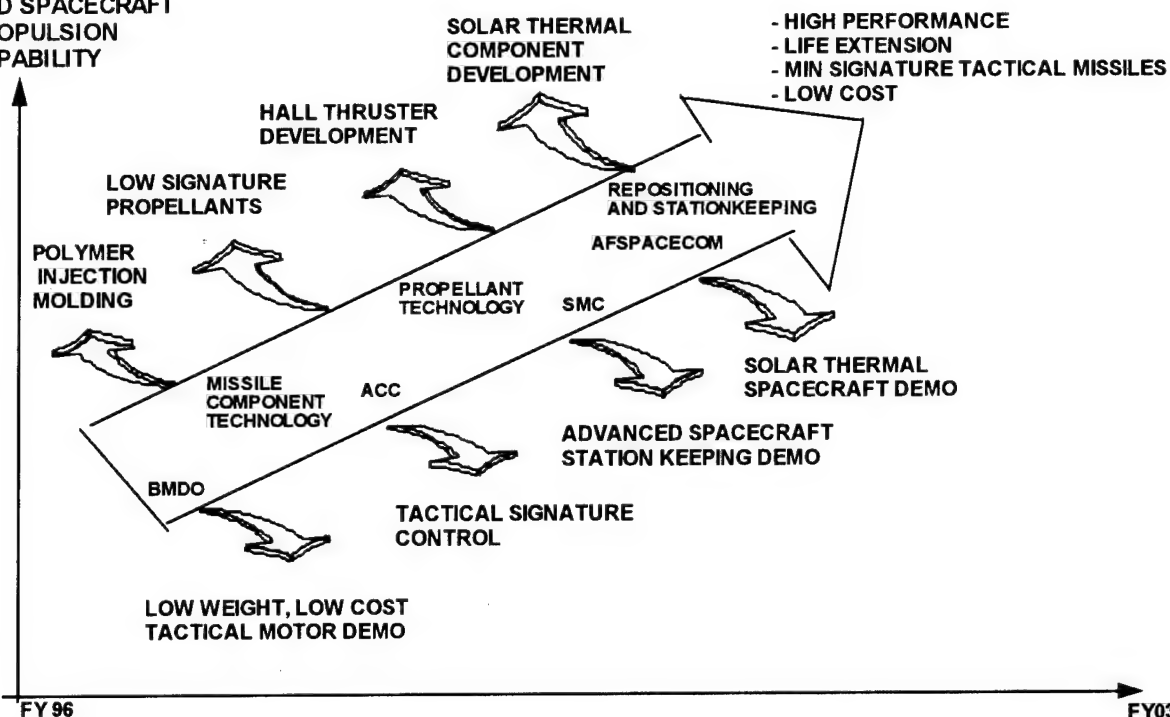 D SPACECRAFT
OPULSION
PABILITY
SOLAR THERMAL
COMPONENT
DEVELOPMENT
- HIGH PERFORMANCE
- LIFE EXTENSION
- MIN SIGNATURE TACTICAL MISSILES
- LOW COST
HALL THRUSTER
DEVELOPMENT
LOW SIGNATURE
PROPELLANTS
POLYMER
INJECTION
MOLDING
REPOSITIONING
AND STATIONKEEPING
AFSPACECOM
PROPELLANT
TECHNOLOGY
SMC
MISSILE
COMPONENT
TECHNOLOGY
ACC
BMDO
SOLAR THERMAL
SPACECRAFT DEMO
ADVANCED SPACECRAFT
STATION KEEPING DEMO
TACTICAL SIGNATURE
CONTROL
LOW WEIGHT, LOW COST
TACTICAL MOTOR DEMO
FY 96
FY03